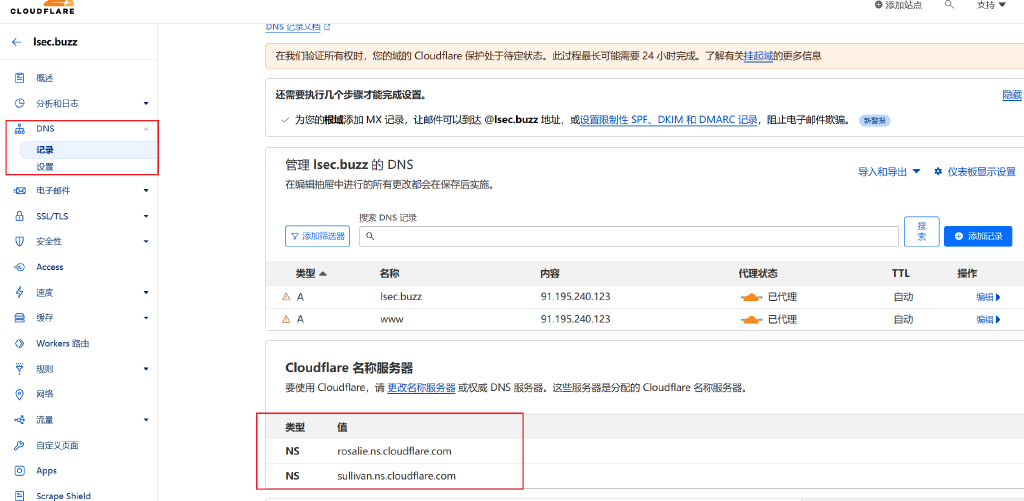 CLOUDFLARE
添加站点
支持
lsec.buzz
概述
分析和日志
DNS
记录
设置
电子邮件
SSL/TLS
安全性
Access
速度
缓存
Workers 路由
规则
网络
流量
自定义页面
Apps
Scrape Shield
DNS 记录文档
在我们验证所有权时，您的域的 Cloudflare 保护处于待定状态。此过程最长可能需要 24 小时完成。了解有关挂起域的更多信息
还需要执行几个步骤才能完成设置。
隐藏
为您的根域添加 MX 记录，让邮件可以到达 @lsec.buzz 地址，或设置限制性 SPF、DKIM 和 DMARC 记录，阻止电子邮件欺骗。 新警报
管理 lsec.buzz 的 DNS
在编辑抽屉中进行的所有更改都会在保存后实施。
导入和导出 仪表板显示设置
搜索 DNS 记录
添加筛选器
搜
索
添加记录
类型 名称 内容 代理状态 TTL 操作
A lsec.buzz 91.195.240.123 已代理 自动 编辑
A www 91.195.240.123 已代理 自动 编辑
Cloudflare 名称服务器
要使用 Cloudflare，请 更改名称服务器 或权威 DNS 服务器。这些服务器是分配的 Cloudflare 名称服务器。
类型 值
NS rosalie.ns.cloudflare.com
NS sullivan.ns.cloudflare.com